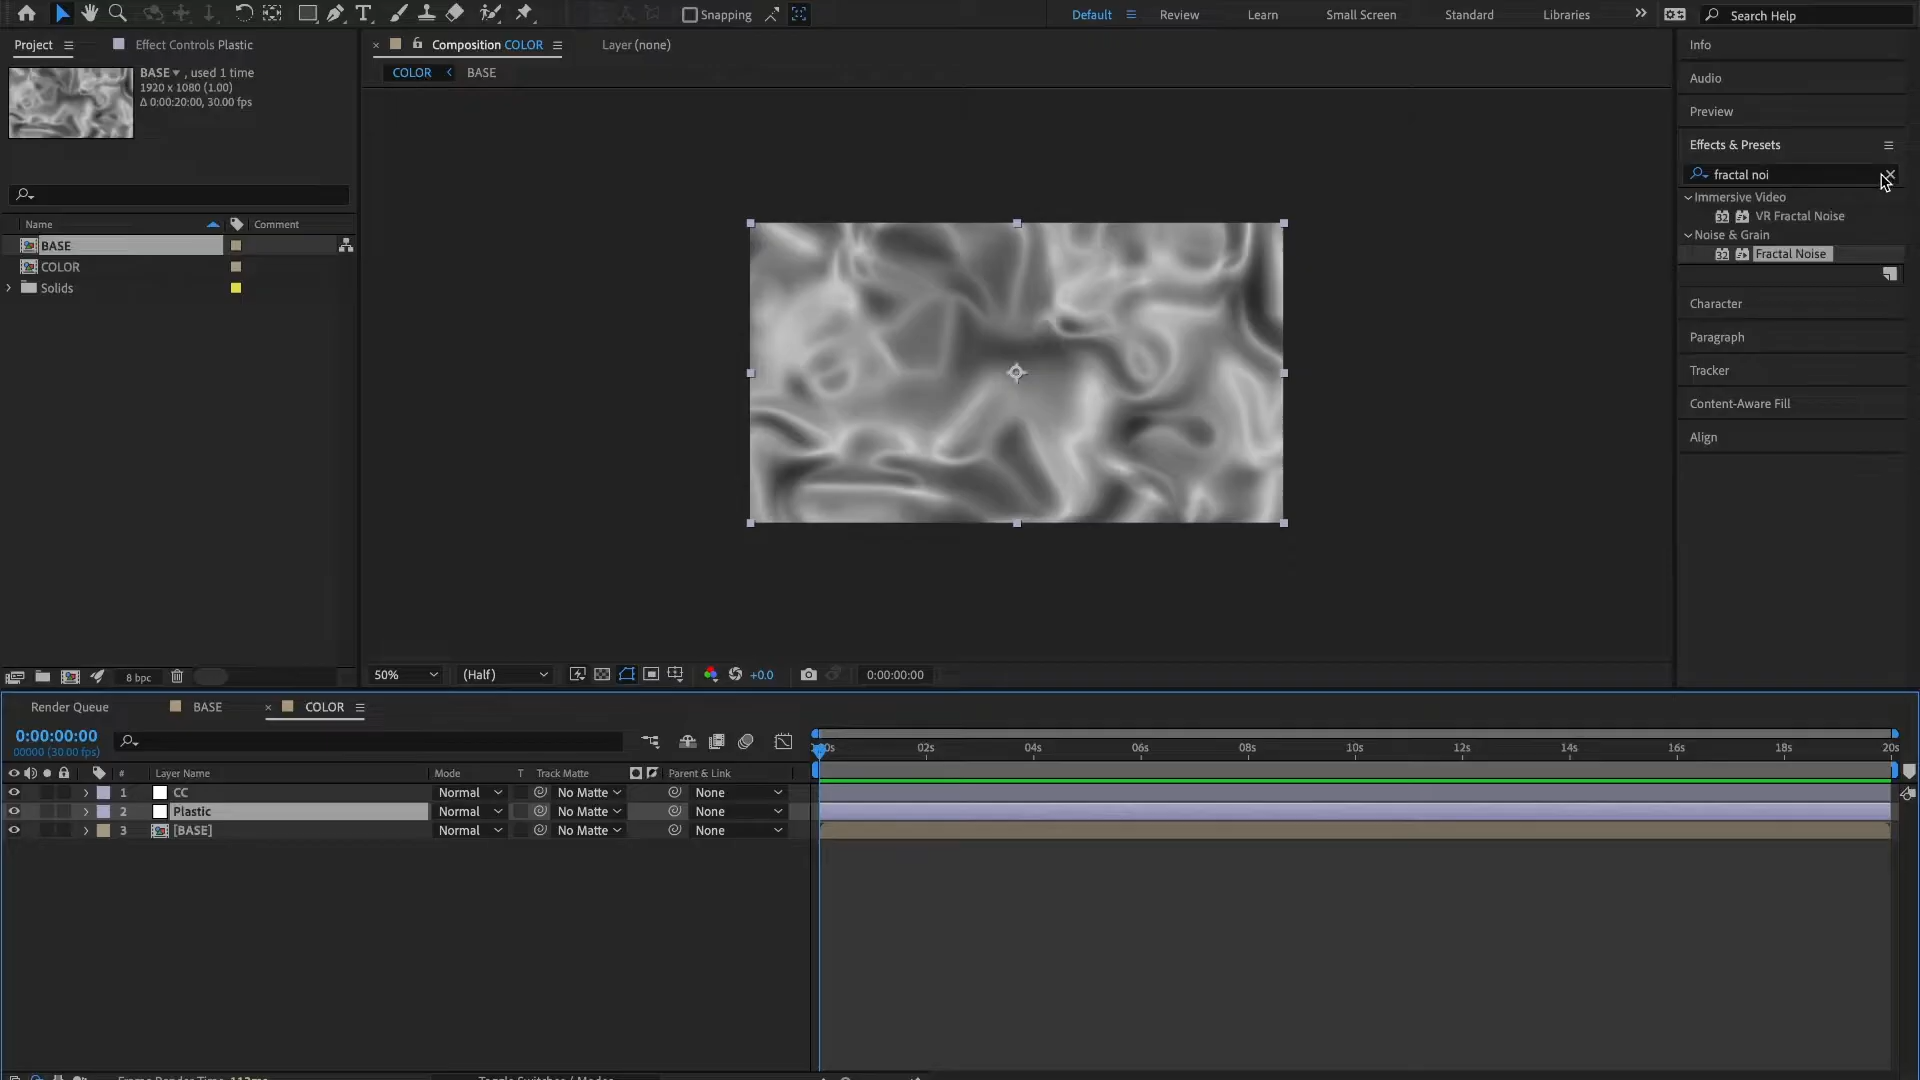 Snapping
Default
Review
Learn
Small Screen
Standard
Libraries
Search Help
Project
Effect Controls Plastic
Composition COLOR
Layer (none)
COLOR
BASE
BASE , used 1 time
1920 x 1080 (1.00)
Δ 0:00:20:00, 30.00 fps
Name
Comment
BASE
COLOR
Solids
Info
Audio
Preview
Effects & Presets
fractal noi
Immersive Video
32 VR Fractal Noise
Noise & Grain
32 Fractal Noise
Character
Paragraph
Tracker
Content-Aware Fill
Align
8 bpc
50%
(Half)
+0.0
0:00:00:00
Render Queue
BASE
COLOR
0:00:00:00
00000 (30.00 fps)
02s 04s 06s 08s 10s 12s 14s 16s 18s 20s
# Layer Name Mode T Track Matte Parent & Link
1 CC Normal No Matte None
2 Plastic Normal No Matte None
3 [BASE] Normal No Matte None